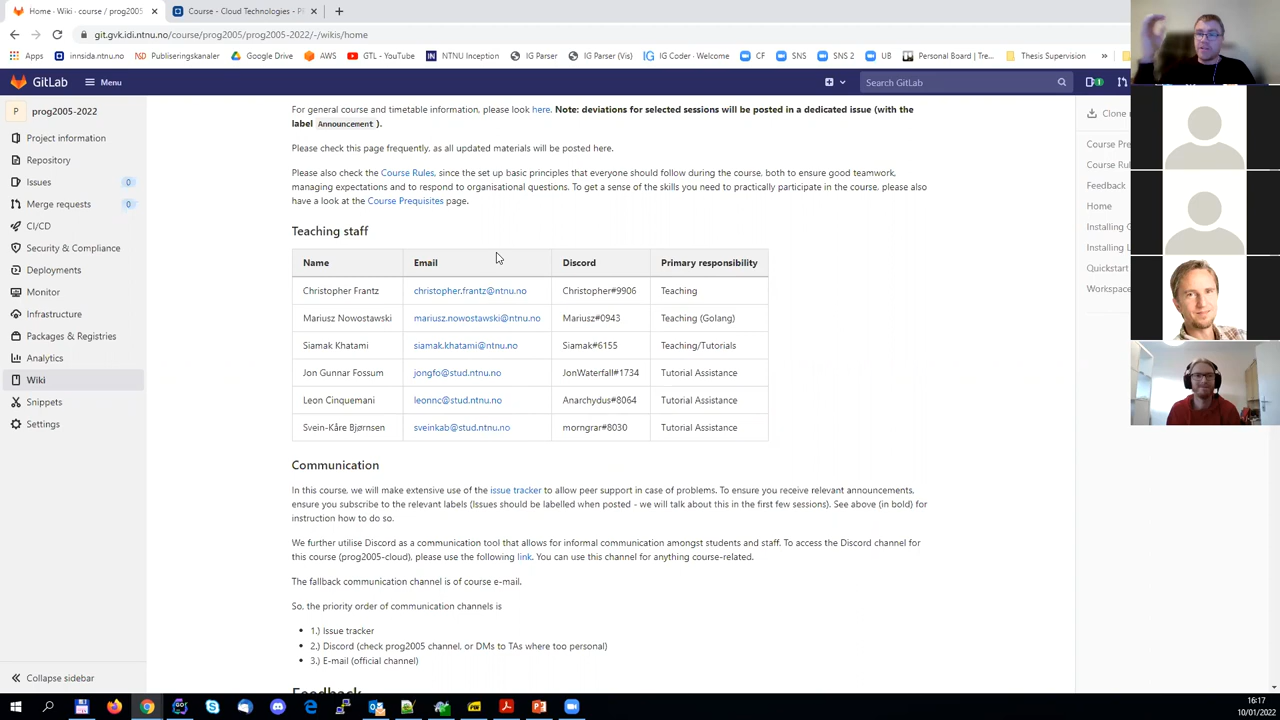 Home · Wiki · course / prog2005
Course - Cloud Technologies - P
git.gvk.idi.ntnu.no/course/prog2005/prog2005-2022/-/wikis/home
Apps innsida.ntnu.no Publiseringskanaler Google Drive AWS GTL - YouTube NTNU Inception IG Parser IG Parser (Vis) IG Coder · Welcome CF SNS SNS 2 UB Personal Board | Tre... Thesis Supervision »
GitLab Menu Search GitLab 1
P prog2005-2022
Project information
Repository
Issues 0
Merge requests 0
CI/CD
Security & Compliance
Deployments
Monitor
Infrastructure
Packages & Registries
Analytics
Wiki
Snippets
Settings
Collapse sidebar
For general course and timetable information, please look here. Note: deviations for selected sessions will be posted in a dedicated issue (with the
label Announcement ).
Please check this page frequently, as all updated materials will be posted here.
Please also check the Course Rules, since the set up basic principles that everyone should follow during the course, both to ensure good teamwork,
managing expectations and to respond to organisational questions. To get a sense of the skills you need to practically participate in the course, please also
have a look at the Course Prequisites page.
Teaching staff
Name Email Discord Primary responsibility
Christopher Frantz christopher.frantz@ntnu.no Christopher#9906 Teaching
Mariusz Nowostawski mariusz.nowostawski@ntnu.no Mariusz#0943 Teaching (Golang)
Siamak Khatami siamak.khatami@ntnu.no Siamak#6155 Teaching/Tutorials
Jon Gunnar Fossum jongfo@stud.ntnu.no JonWaterfall#1734 Tutorial Assistance
Leon Cinquemani leonnc@stud.ntnu.no Anarchydus#8064 Tutorial Assistance
Svein-Kåre Bjørnsen sveinkab@stud.ntnu.no morngrar#8030 Tutorial Assistance
Communication
In this course, we will make extensive use of the issue tracker to allow peer support in case of problems. To ensure you receive relevant announcements,
ensure you subscribe to the relevant labels (Issues should be labelled when posted - we will talk about this in the first few sessions). See above (in bold) for
instruction how to do so.
We further utilise Discord as a communication tool that allows for informal communication amongst students and staff. To access the Discord channel for
this course (prog2005-cloud), please use the following link. You can use this channel for anything course-related.
The fallback communication channel is of course e-mail.
So, the priority order of communication channels is
• 1.) Issue tracker
• 2.) Discord (check prog2005 channel, or DMs to TAs where too personal)
• 3.) E-mail (official channel)
Feedback
Clone
Course Pre
Course Rul
Feedback
Home
Installing
Installing L
Quickstart
Workspace
16:17
10/01/2022